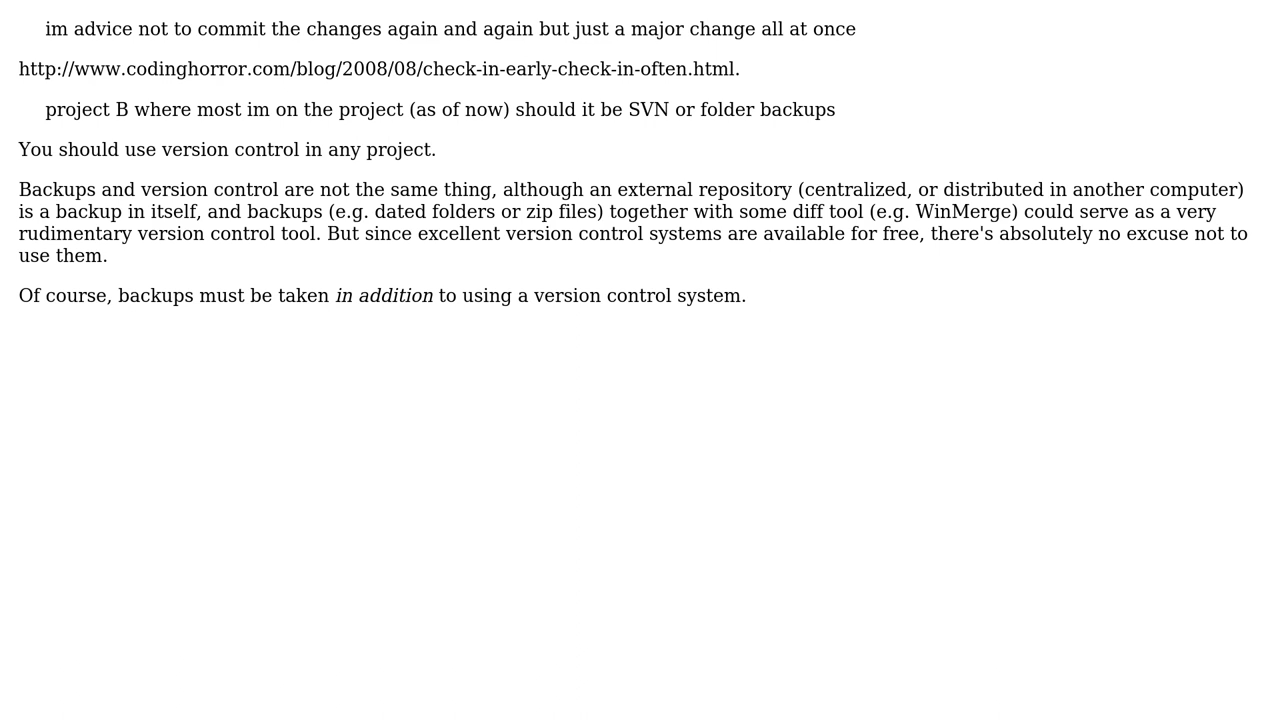 im advice not to commit the changes again and again but just a major change all at once
http://www.codinghorror.com/blog/2008/08/check-in-early-check-in-often.html.
project B where most im on the project (as of now) should it be SVN or folder backups
You should use version control in any project.
Backups and version control are not the same thing, although an external repository (centralized, or distributed in another computer)
is a backup in itself, and backups (e.g. dated folders or zip files) together with some diff tool (e.g. WinMerge) could serve as a very
rudimentary version control tool. But since excellent version control systems are available for free, there's absolutely no excuse not to
use them.
Of course, backups must be taken in addition to using a version control system.